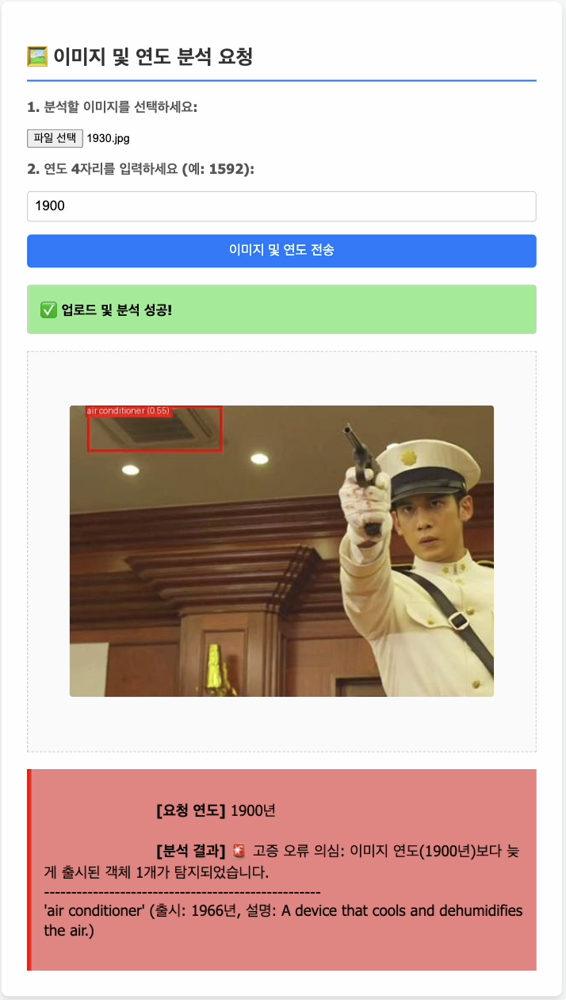 🖼️ 이미지 및 연도 분석 요청
1. 분석할 이미지를 선택하세요:
파일 선택 1930.jpg
2. 연도 4자리를 입력하세요 (예: 1592):
1900
이미지 및 연도 전송
✅ 업로드 및 분석 성공!
air conditioner (0.55)
[요청 연도] 1900년
[분석 결과] 🚨 고증 오류 의심: 이미지 연도(1900년)보다 늦
게 출시된 객체 1개가 탐지되었습니다.
--------------------------------------------------
'air conditioner' (출시: 1966년, 설명: A device that cools and dehumidifies
the air.)